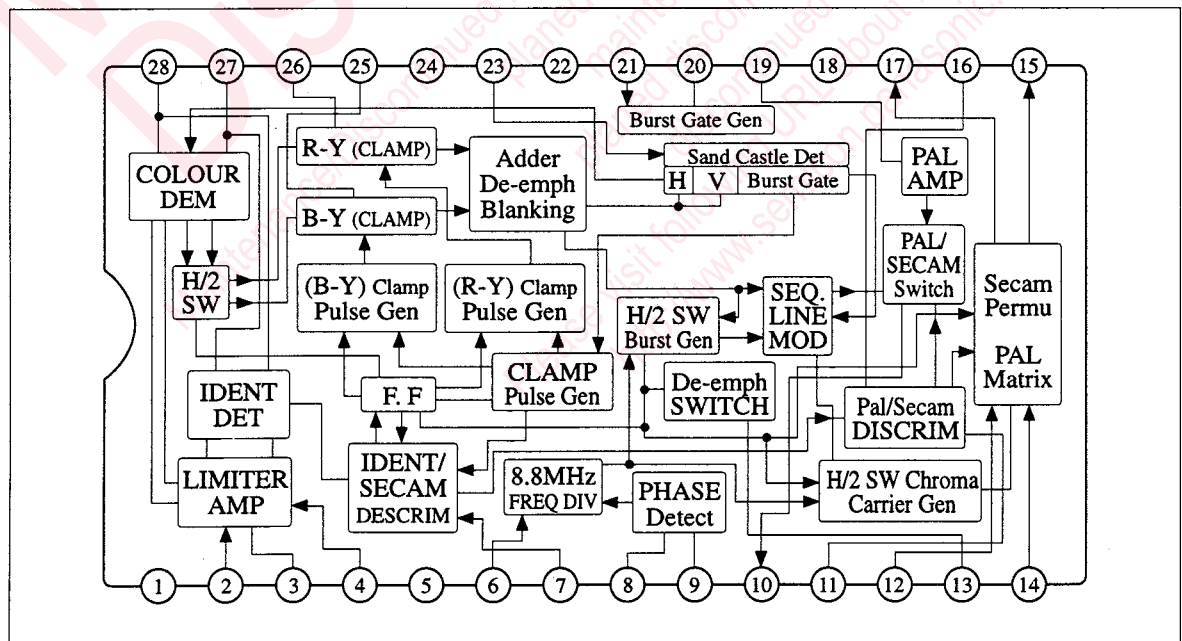 28 27 26 25 24 23 22 21 20 19 18 17 16 15
Burst Gate Gen
R-Y (CLAMP)
Adder
De-emph
Blanking
Sand Castle Det
H V Burst Gate
PAL
AMP
COLOUR
DEM
B-Y (CLAMP)
PAL/
SECAM
Switch
H/2
SW
(B-Y) Clamp
Pulse Gen
(R-Y) Clamp
Pulse Gen
H/2 SW
Burst Gen
SEQ.
LINE
MOD
Secam
Permu
PAL
Matrix
CLAMP
Pulse Gen
F. F
De-emph
SWITCH
IDENT
DET
Pal/Secam
DISCRIM
LIMITER
AMP
IDENT/
SECAM
DESCRIM
8.8MHz
FREQ DIV
PHASE
Detect
H/2 SW Chroma
Carrier Gen
1 2 3 4 5 6 7 8 9 10 11 12 13 14